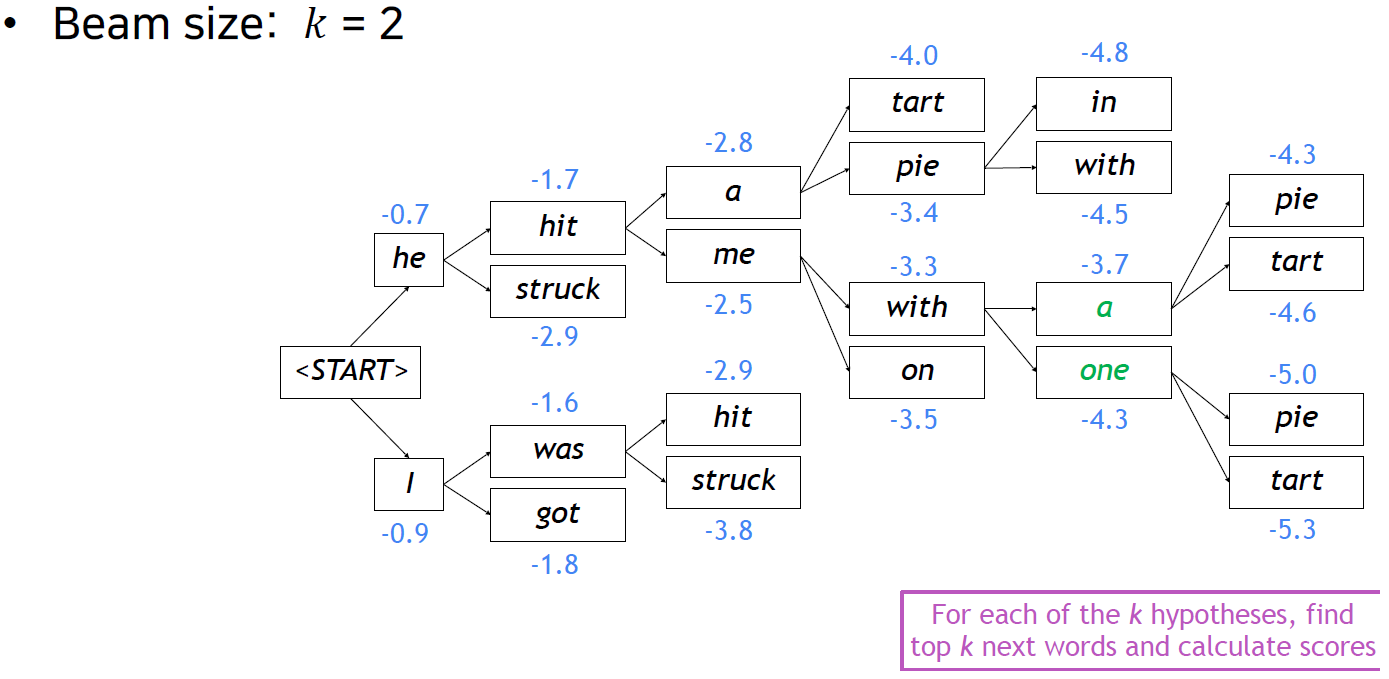 • Beam size: k = 2
<START>
-0.7
he
I
-0.9
-1.7
hit
struck
-2.9
-1.6
was
got
-1.8
-2.8
a
me
-2.5
-2.9
hit
struck
-3.8
-4.0
tart
pie
-3.4
-3.3
with
on
-3.5
-4.8
in
with
-4.5
-3.7
a
one
-4.3
-4.3
pie
tart
-4.6
-5.0
pie
tart
-5.3
For each of the k hypotheses, find
top k next words and calculate scores